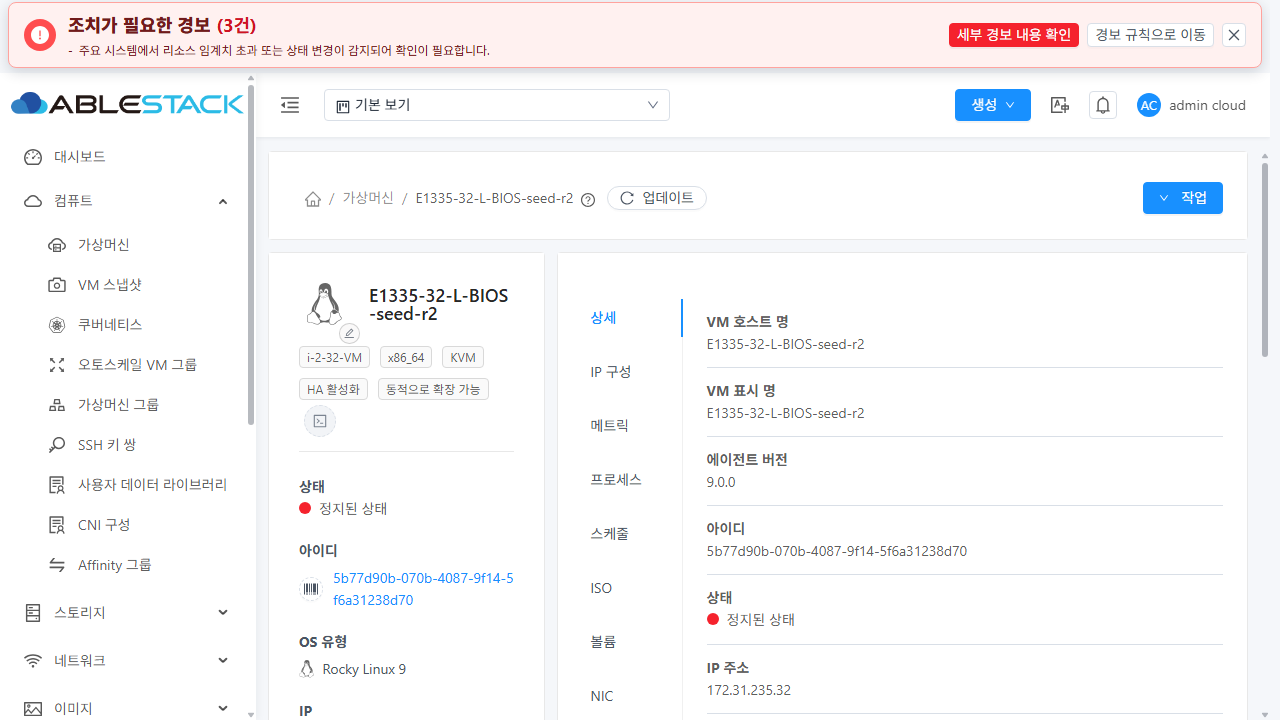 조치가 필요한 경보 (3건)
- 주요 시스템에서 리소스 임계치 초과 또는 상태 변경이 감지되어 확인이 필요합니다.
세부 경보 내용 확인
경보 규칙으로 이동
ABLESTACK
기본 보기
생성
AC
admin cloud
대시보드
컴퓨트
가상머신
VM 스냅샷
쿠버네티스
오토스케일 VM 그룹
가상머신 그룹
SSH 키 쌍
사용자 데이터 라이브러리
CNI 구성
Affinity 그룹
스토리지
네트워크
이미지
/ 가상머신 / E1335-32-L-BIOS-seed-r2
업데이트
작업
E1335-32-L-BIOS
-seed-r2
i-2-32-VM
x86_64
KVM
HA 활성화
동적으로 확장 가능
상태
정지된 상태
아이디
5b77d90b-070b-4087-9f14-5
f6a31238d70
OS 유형
Rocky Linux 9
IP
상세
IP 구성
메트릭
프로세스
스케줄
ISO
볼륨
NIC
VM 호스트 명
E1335-32-L-BIOS-seed-r2
VM 표시 명
E1335-32-L-BIOS-seed-r2
에이전트 버전
9.0.0
아이디
5b77d90b-070b-4087-9f14-5f6a31238d70
상태
정지된 상태
IP 주소
172.31.235.32